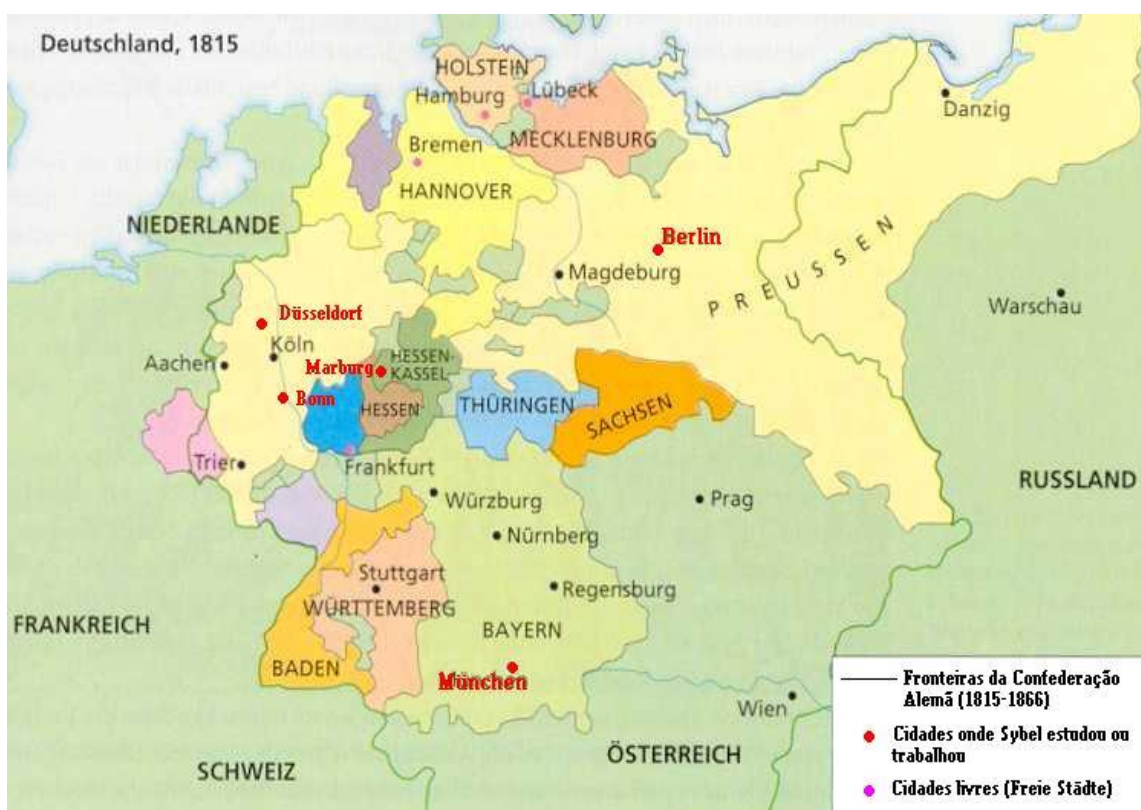 Deutschland, 1815
HOLSTEIN
Hamburg
Lübeck
MECKLENBURG
Danzig
Bremen
HANNOVER
NIEDERLANDE
Berlin
Magdeburg
PREUSSEN
Warschau
Düsseldorf
Köln
Aachen
Marburg
HESSEN-
KASSEL
Bonn
HESSEN
THÜRINGEN
SACHSEN
Trier
Frankfurt
Würzburg
Prag
RUSSLAND
Nürnberg
Stuttgart
Regensburg
WÜRTTEMBERG
FRANKREICH
BAYERN
BADEN
München
Wien
ÖSTERREICH
SCHWEIZ
Fronteiras da Confederação
Alemã (1815-1866)
Cidades onde Sybel estudou ou
trabalhou
Cidades livres (Freie Städte)